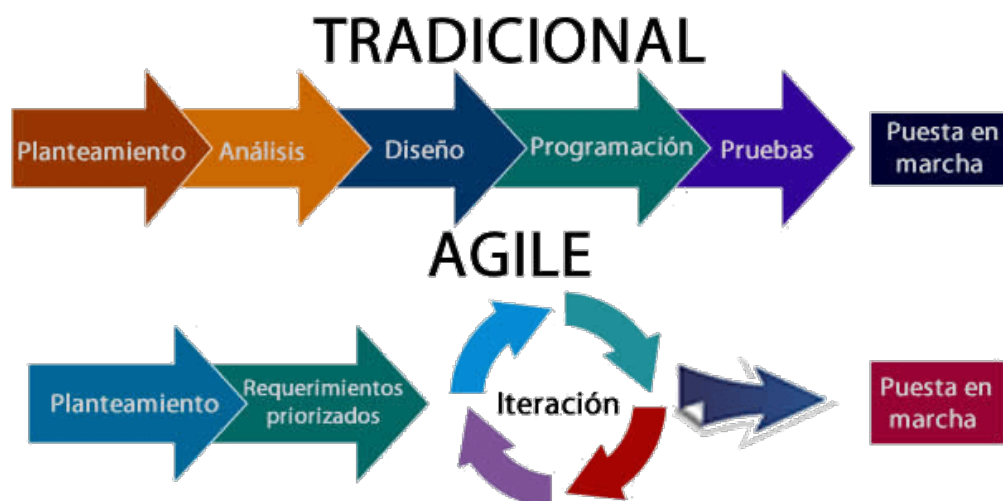 TRADICIONAL
Planteamiento
Análisis
Diseño
Programación
Pruebas
Puesta en
marcha
AGILE
Planteamiento
Requerimientos
priorizados
Iteración
Puesta en
marcha